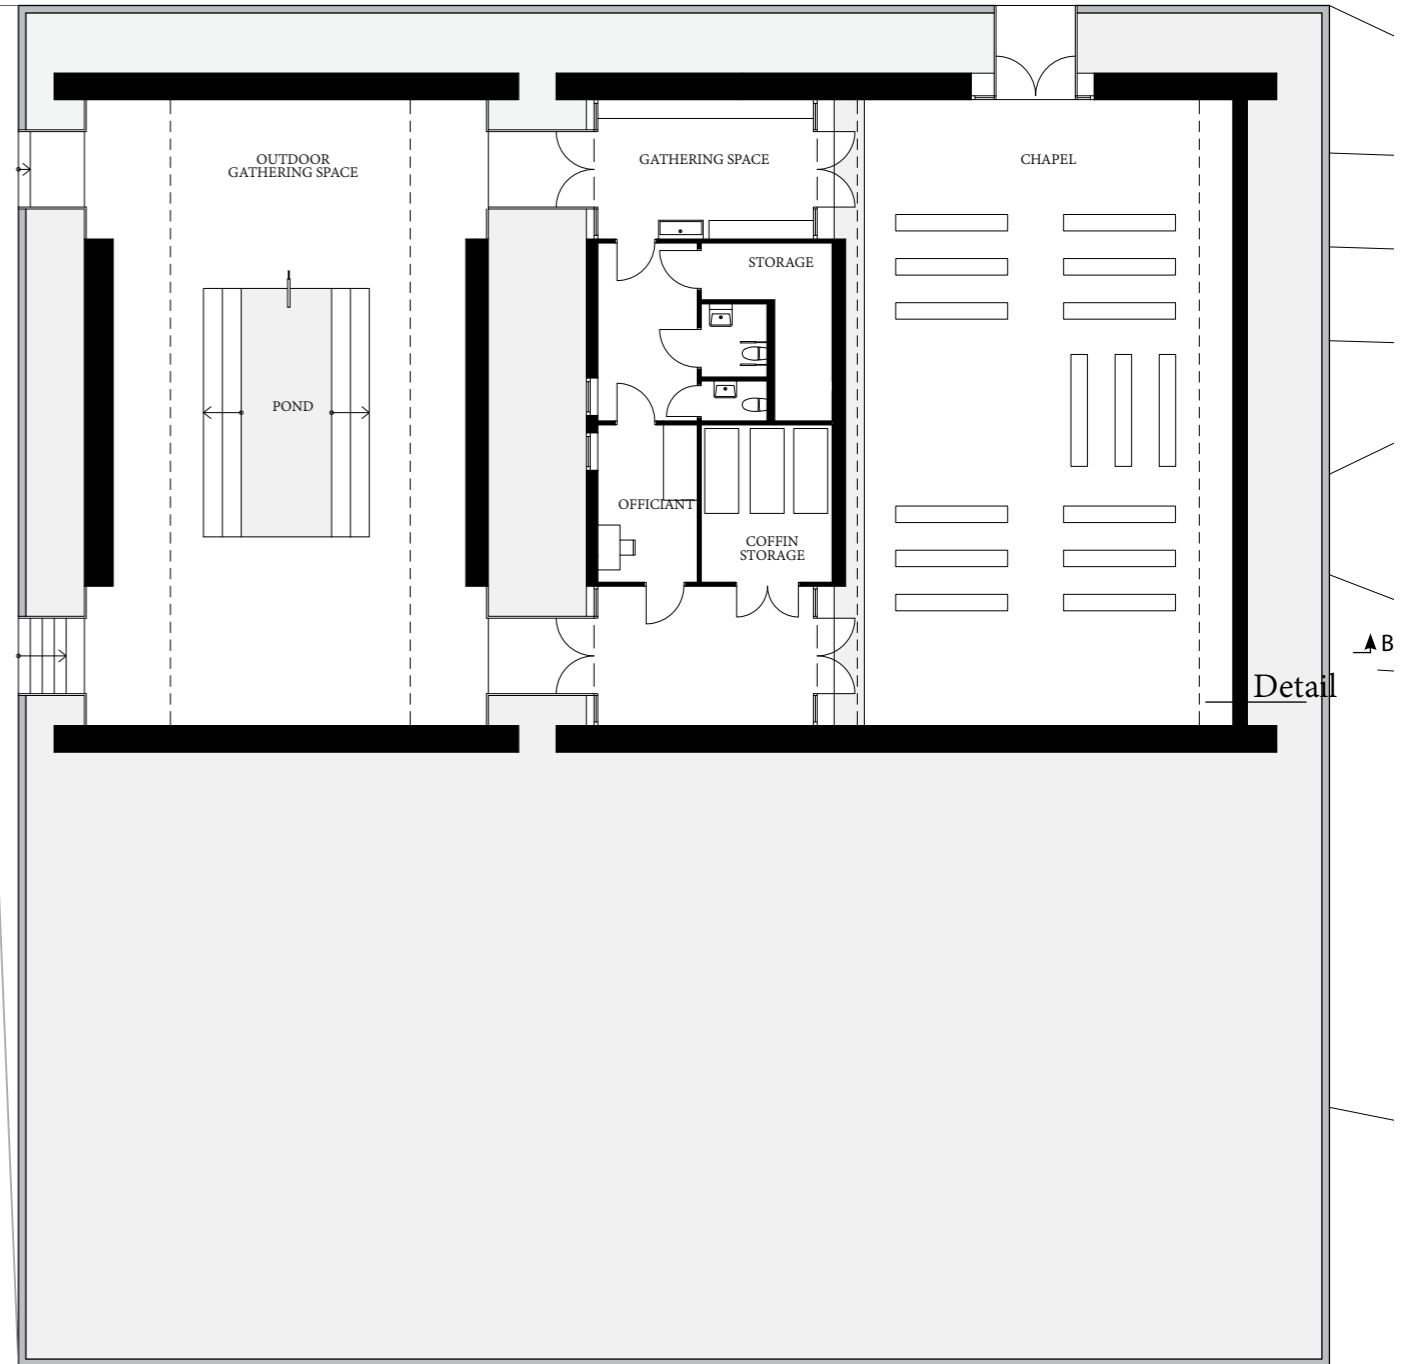 OUTDOOR
GATHERING SPACE
GATHERING SPACE
CHAPEL
STORAGE
POND
OFFICIANT
COFFIN
STORAGE
B
Detail